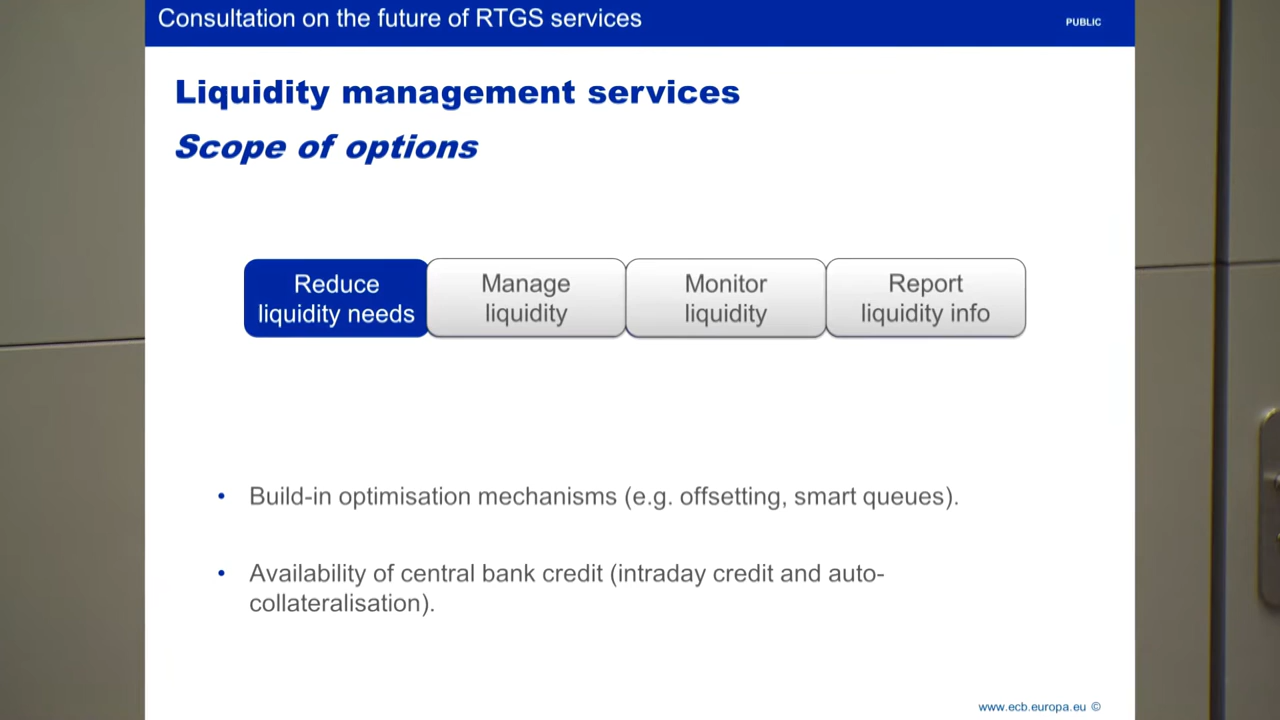 Consultation on the future of RTGS services
PUBLIC
Liquidity management services
Scope of options
Reduce
liquidity needs
Manage
liquidity
Monitor
liquidity
Report
liquidity info
• Build-in optimisation mechanisms (e.g. offsetting, smart queues).
• Availability of central bank credit (intraday credit and auto-
collateralisation).
www.ecb.europa.eu ©